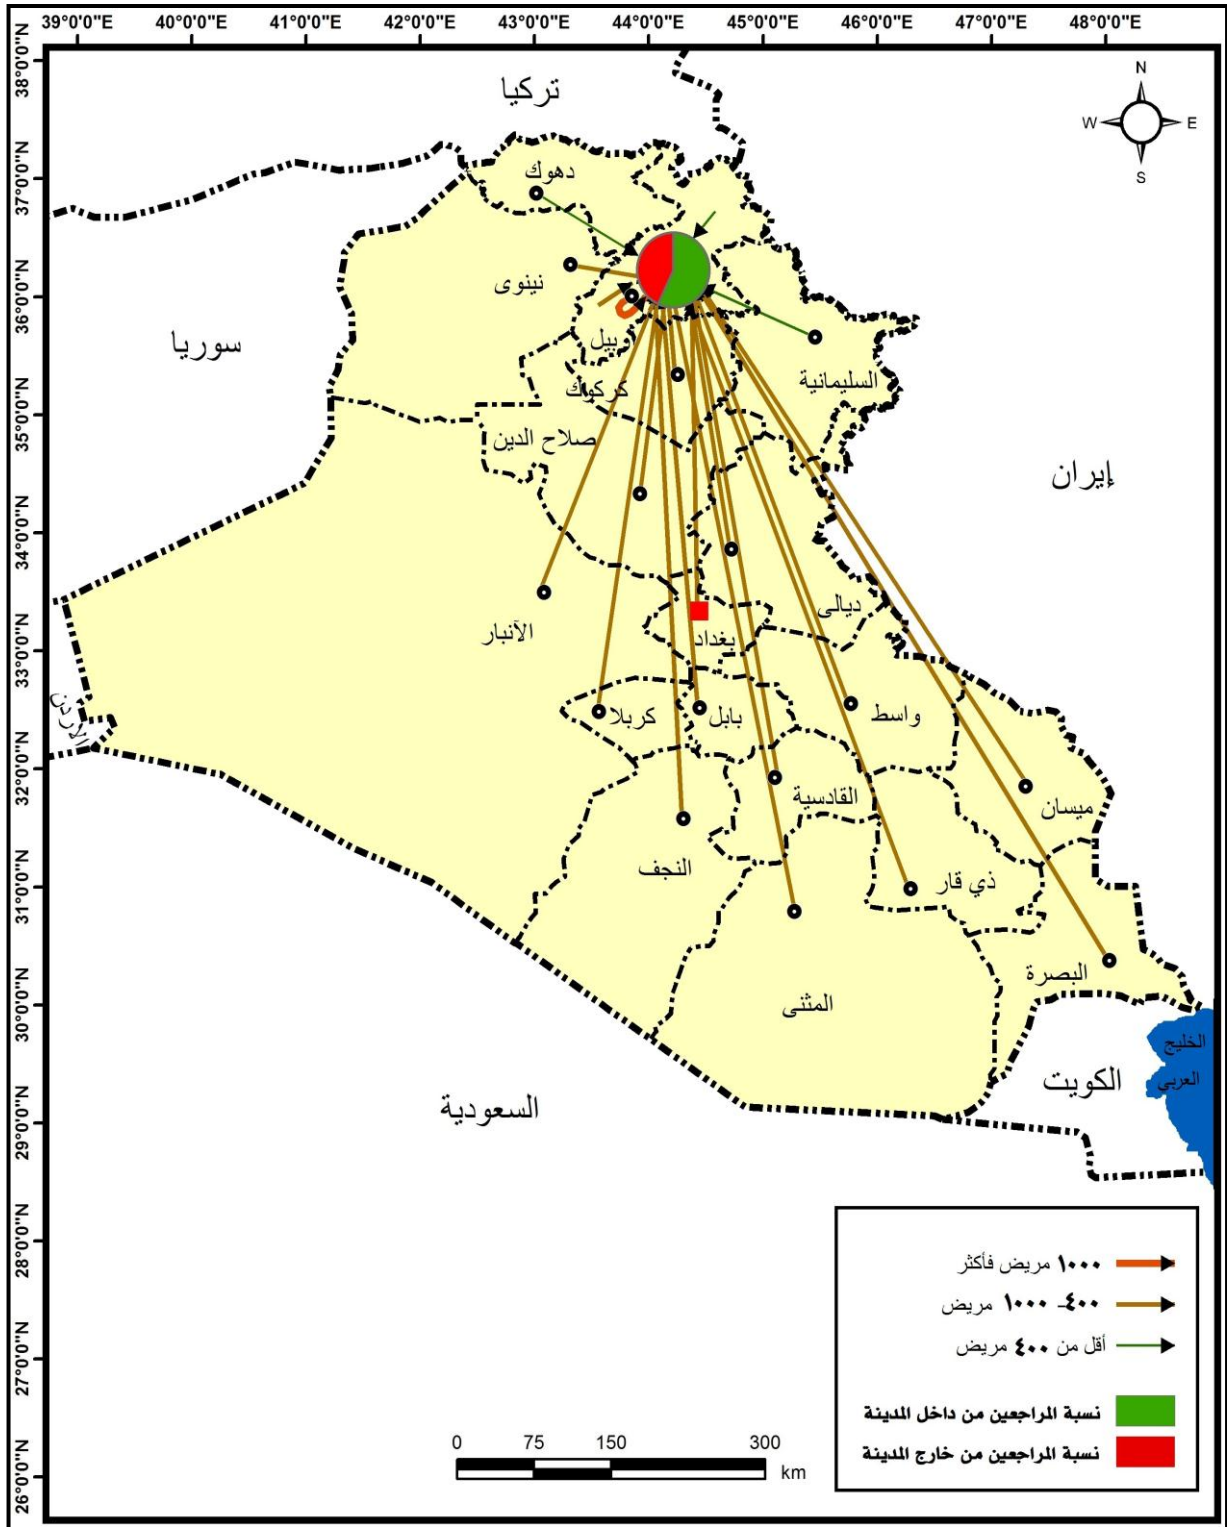 39°0'0"E 40°0'0"E 41°0'0"E 42°0'0"E 43°0'0"E 44°0'0"E 45°0'0"E 46°0'0"E 47°0'0"E 48°0'0"E
38°0'0"N
37°0'0"N
36°0'0"N
35°0'0"N
34°0'0"N
33°0'0"N
32°0'0"N
31°0'0"N
30°0'0"N
29°0'0"N
28°0'0"N
27°0'0"N
26°0'0"N
N
W E
S
تركيا
دهوك
نينوى
سوريا
وبيل
السليمانية
كركوك
صلاح الدين
إيران
ديالى
الآنبار
بغداد
الاردن
كربلا
بابل
واسط
القادسية
ميسان
النجف
ذي قار
البصرة
المثنى
الخليج
العربي
الكويت
السعودية
١٠٠٠ مريض فأكثر
٤٠٠- ١٠٠٠ مريض
أقل من ٤٠٠ مريض
نسبة المراجعين من داخل المدينة
نسبة المراجعين من خارج المدينة
0 75 150 300
km